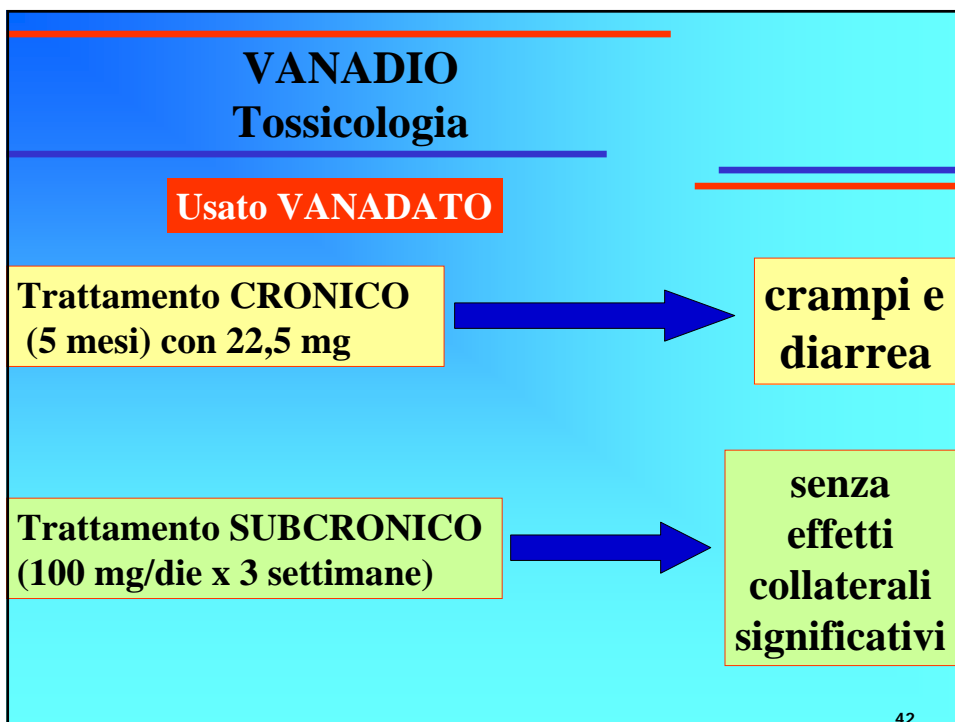 VANADIO
Tossicologia
Usato VANADATO
Trattamento CRONICO
(5 mesi) con 22,5 mg
crampi e
diarrea
Trattamento SUBCRONICO
(100 mg/die x 3 settimane)
senza
effetti
collaterali
significativi
42